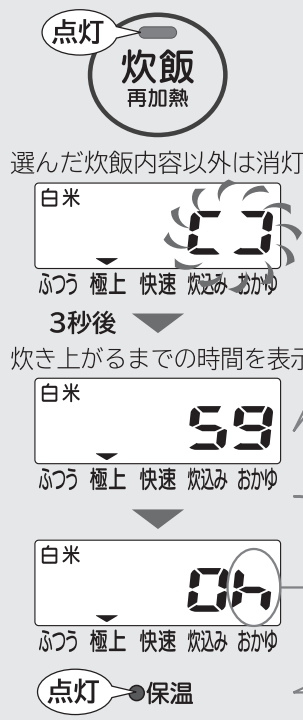 点灯
炊飯
再加熱
選んだ炊飯内容以外は消灯
白米
ふつう 極上 快速 炊込み おかゆ
3秒後
炊き上がるまでの時間を表示
白米
59
ふつう 極上 快速 炊込み おかゆ
白米
0h
ふつう 極上 快速 炊込み おかゆ
点灯 保温